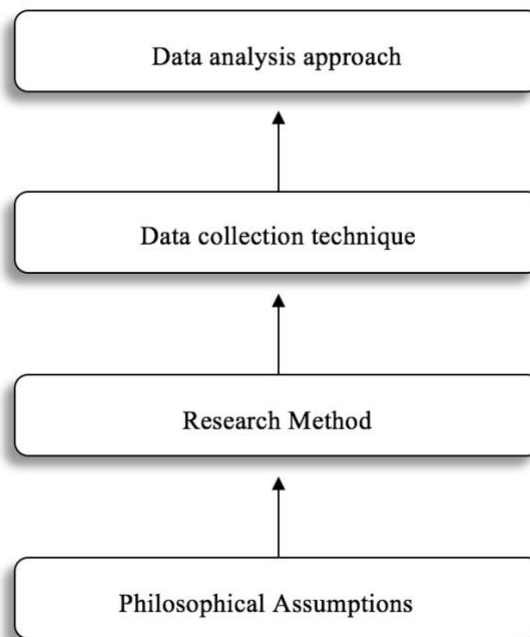 Data analysis approach
Data collection technique
Research Method
Philosophical Assumptions